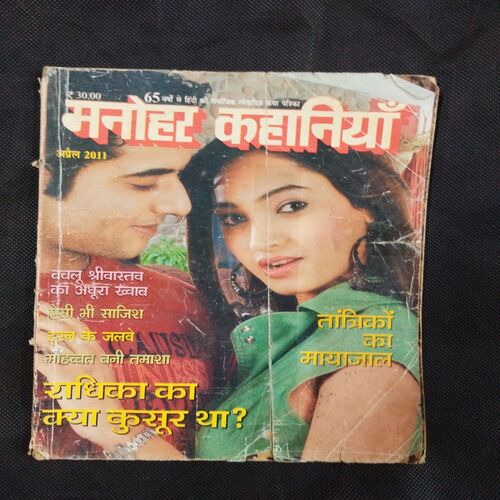 ₹ 30.00
65 वर्षों से हिंदी की सर्वाधिक लोकप्रिय कथा पत्रिका
मनोहर कहानियाँ
अप्रैल 2011
बबलू श्रीवास्तव
का अधूरा ख्वाब
ऐसी भी साजिश
हुस्न के जलवे
मोहब्बत बनी तमाशा
तांत्रिकों
का
मायाजाल
राधिका का
क्या कुसूर था?